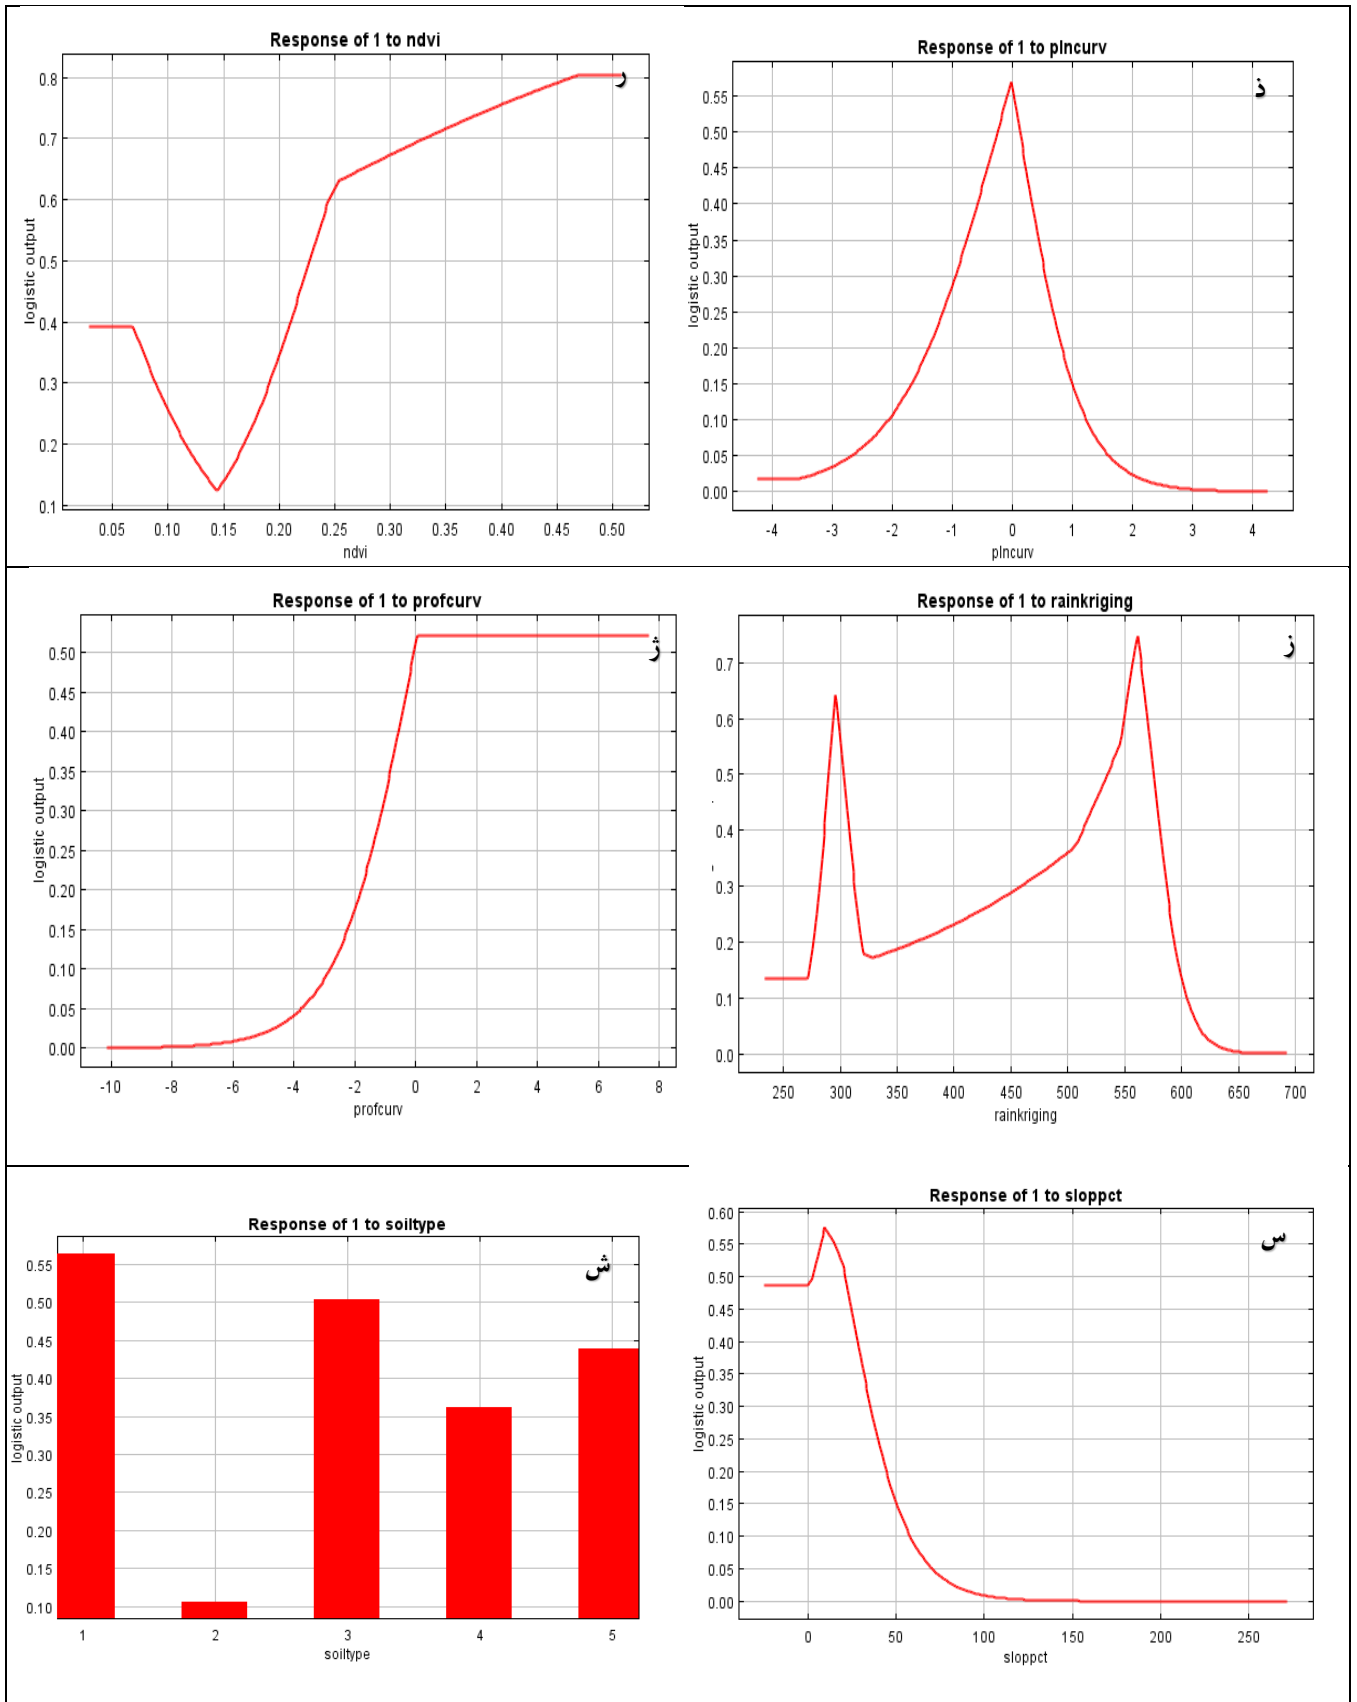 Response of 1 to ndvi
ر
0.8
0.7
0.6
0.5
0.4
0.3
0.2
0.1
logistic output
0.05 0.10 0.15 0.20 0.25 0.30 0.35 0.40 0.45 0.50
ndvi
Response of 1 to plncurv
ذ
0.55
0.50
0.45
0.40
0.35
0.30
0.25
0.20
0.15
0.10
0.05
0.00
logistic output
-4 -3 -2 -1 0 1 2 3 4
plncurv
Response of 1 to profcurv
ژ
0.50
0.45
0.40
0.35
0.30
0.25
0.20
0.15
0.10
0.05
0.00
logistic output
-10 -8 -6 -4 -2 0 2 4 6 8
profcurv
Response of 1 to rainkriging
ز
0.7
0.6
0.5
0.4
0.3
0.2
0.1
0.0
250 300 350 400 450 500 550 600 650 700
rainkriging
Response of 1 to soiltype
ش
0.55
0.50
0.45
0.40
0.35
0.30
0.25
0.20
0.15
0.10
logistic output
1 2 3 4 5
soiltype
Response of 1 to sloppct
س
0.60
0.55
0.50
0.45
0.40
0.35
0.30
0.25
0.20
0.15
0.10
0.05
0.00
logistic output
0 50 100 150 200 250
sloppct